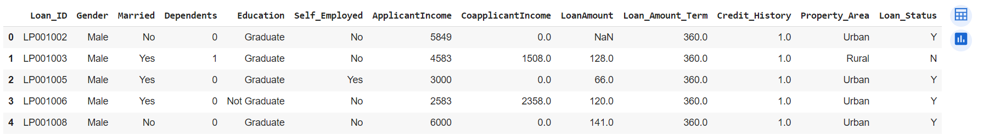 Loan_ID Gender Married Dependents Education Self_Employed ApplicantIncome CoapplicantIncome LoanAmount Loan_Amount_Term Credit_History Property_Area Loan_Status
0 LP001002 Male No 0 Graduate No 5849 0.0 NaN 360.0 1.0 Urban Y
1 LP001003 Male Yes 1 Graduate No 4583 1508.0 128.0 360.0 1.0 Rural N
2 LP001005 Male Yes 0 Graduate Yes 3000 0.0 66.0 360.0 1.0 Urban Y
3 LP001006 Male Yes 0 Not Graduate No 2583 2358.0 120.0 360.0 1.0 Urban Y
4 LP001008 Male No 0 Graduate No 6000 0.0 141.0 360.0 1.0 Urban Y